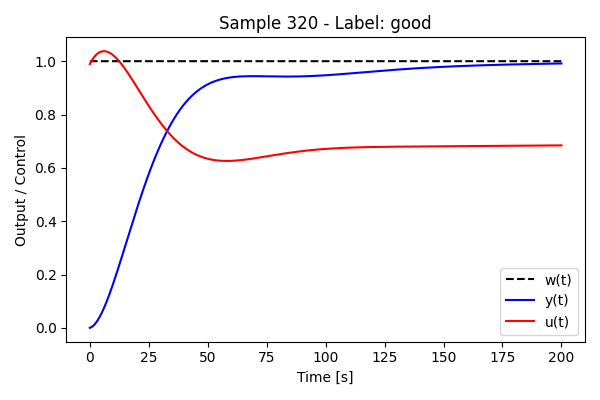 Sample 320 - Label: good
Output / Control
1.0
0.8
0.6
0.4
0.2
0.0
w(t)
y(t)
u(t)
0 25 50 75 100 125 150 175 200
Time [s]